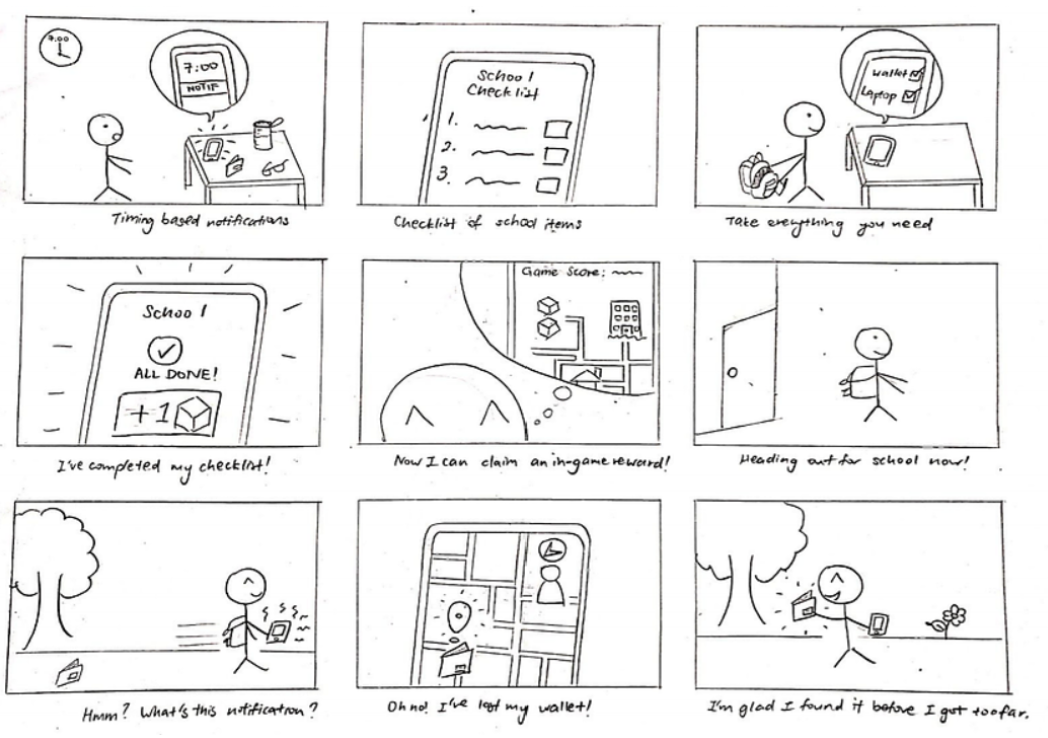 7:00
7:00
NOTIF
Timing based notifications
School
Checklist
1.
2.
3.
Checklist of school items
wallet
Laptop
Take everything you need
School
ALL DONE!
+1
I've completed my checklist!
Game Score:
Now I can claim an in-game reward!
Heading out for school now!
Hmm? What's this notification?
Oh no! I've lost my wallet!
I'm glad I found it before I got too far.